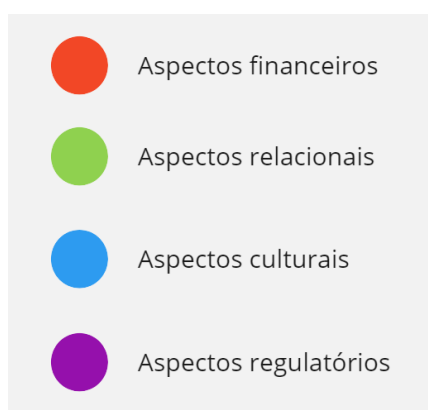 Aspectos financeiros
Aspectos relacionais
Aspectos culturais
Aspectos regulatórios